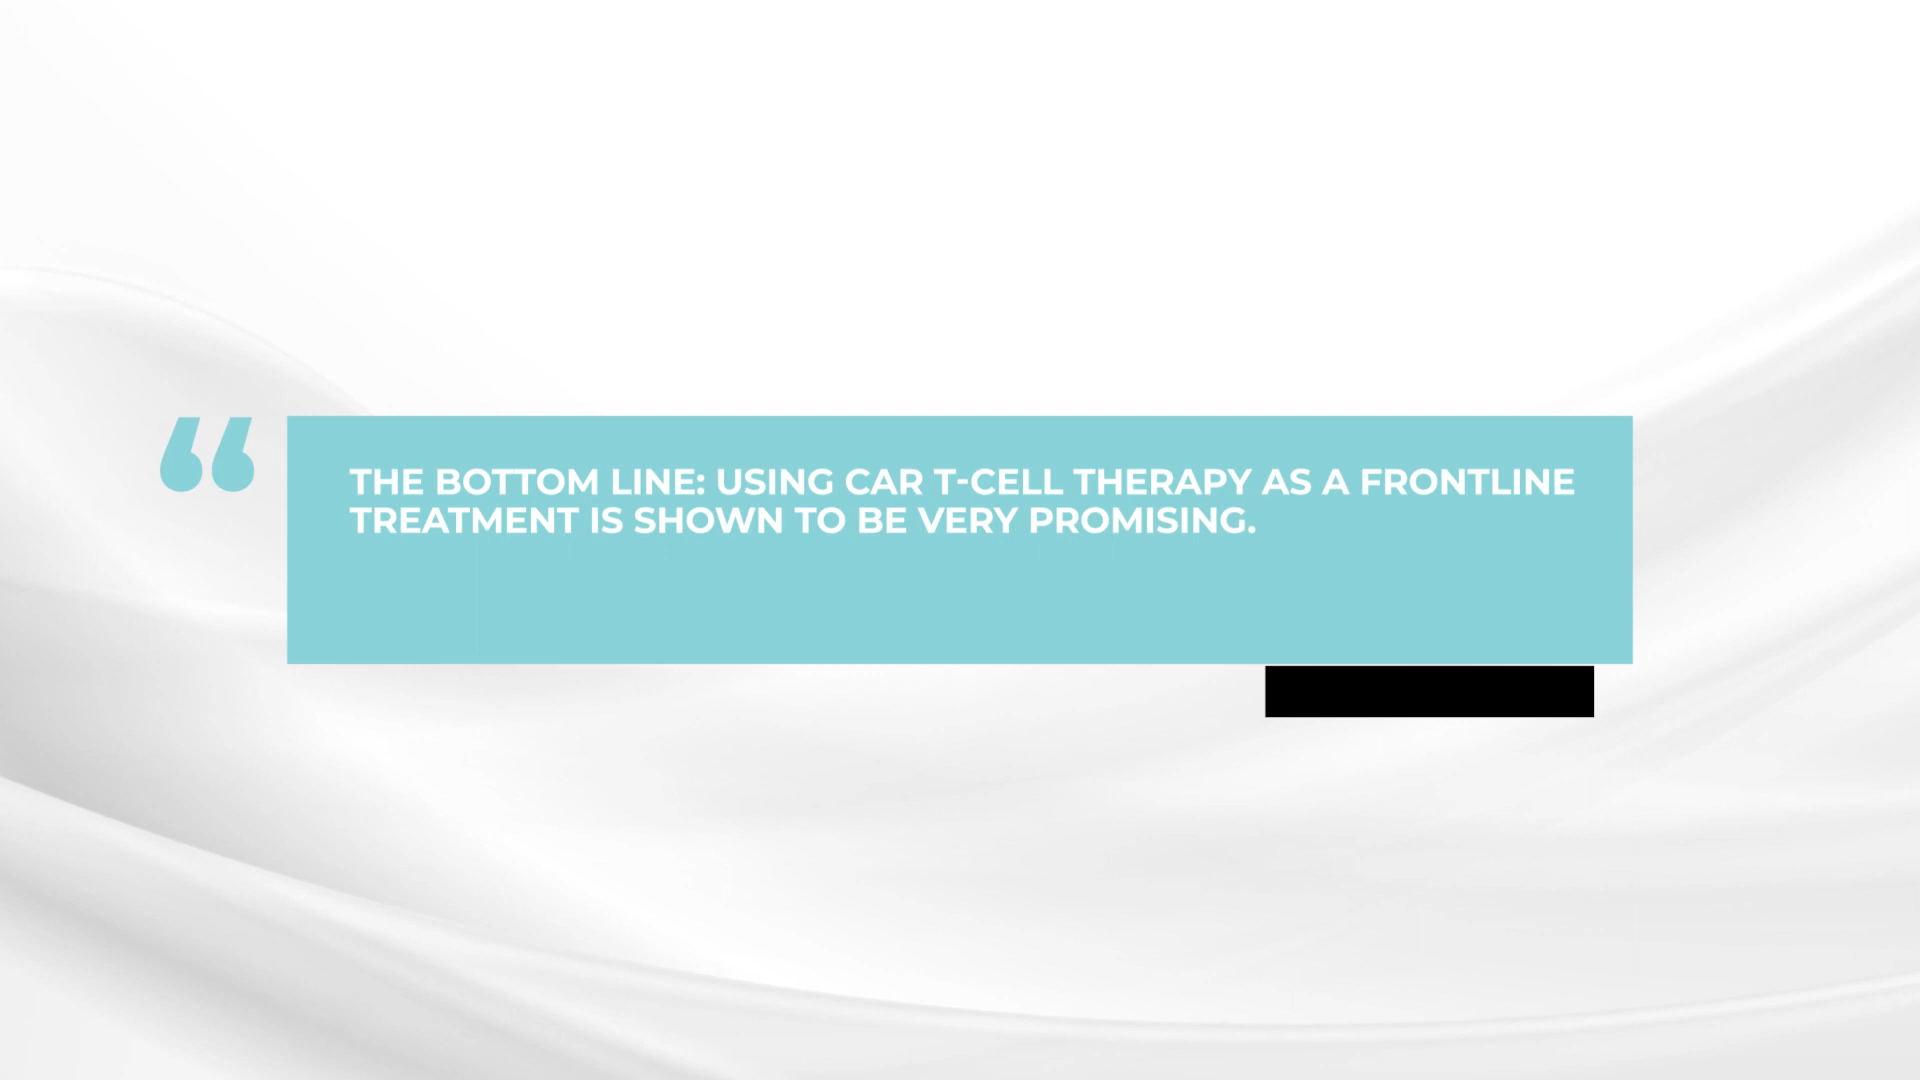 “
THE BOTTOM LINE: USING CAR T-CELL THERAPY AS A FRONTLINE
TREATMENT IS SHOWN TO BE VERY PROMISING.